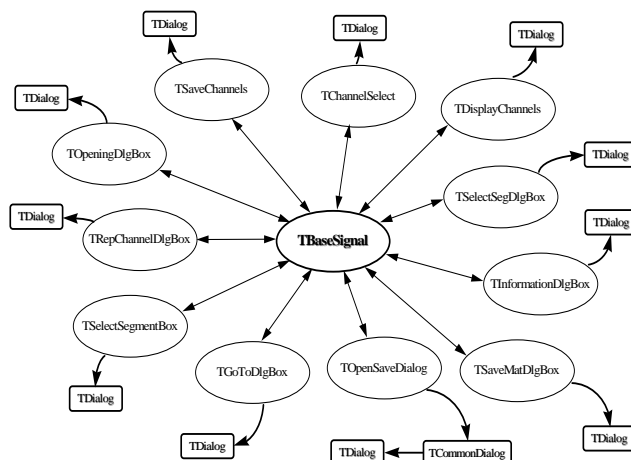 TDialog
TDialog
TDialog
TSaveChannels
TChannelSelect
TDisplayChannels
TDialog
TOpeningDlgBox
TDialog
TSelectSegDlgBox
TDialog
TRepChannelDlgBox
TBaseSignal
TDialog
TInformationDlgBox
TSelectSegmentBox
TGoToDlgBox
TOpenSaveDialog
TSaveMatDlgBox
TDialog
TDialog
TDialog
TCommonDialog
TDialog